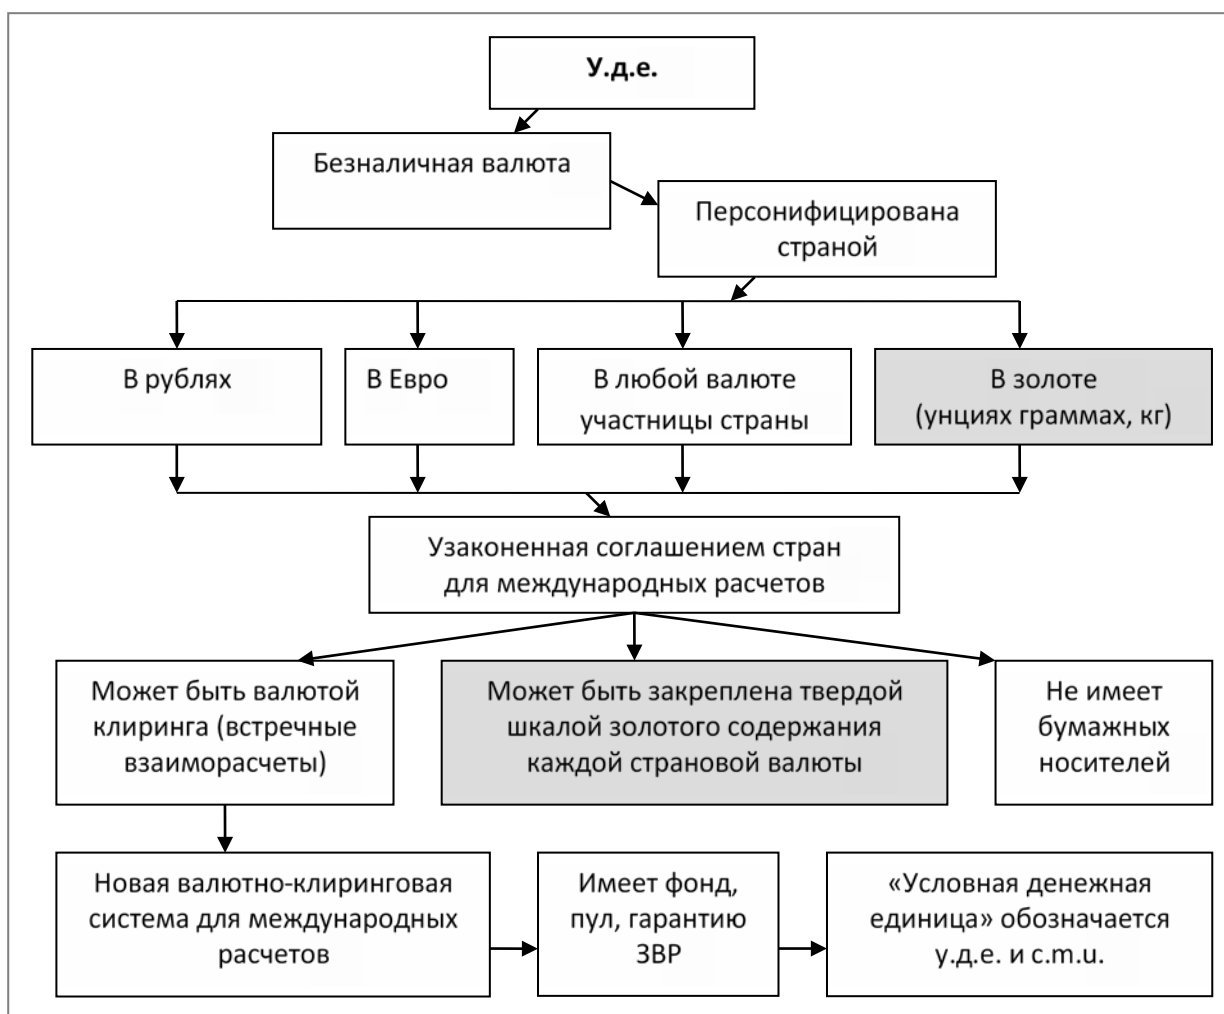 У.д.е.
Безналичная валюта
Персонифицирована
страной
В рублях
В Евро
В любой валюте
участницы страны
В золоте
(унциях граммах, кг)
Узаконенная соглашением стран
для международных расчетов
Может быть валютой
клиринга (встречные
взаиморасчеты)
Может быть закреплена твердой
шкалой золотого содержания
каждой страновой валюты
Не имеет
бумажных
носителей
Новая валютно-клиринговая
система для международных
расчетов
Имеет фонд,
пул, гарантию
ЗВР
«Условная денежная
единица» обозначается
у.д.е. и c.m.u.